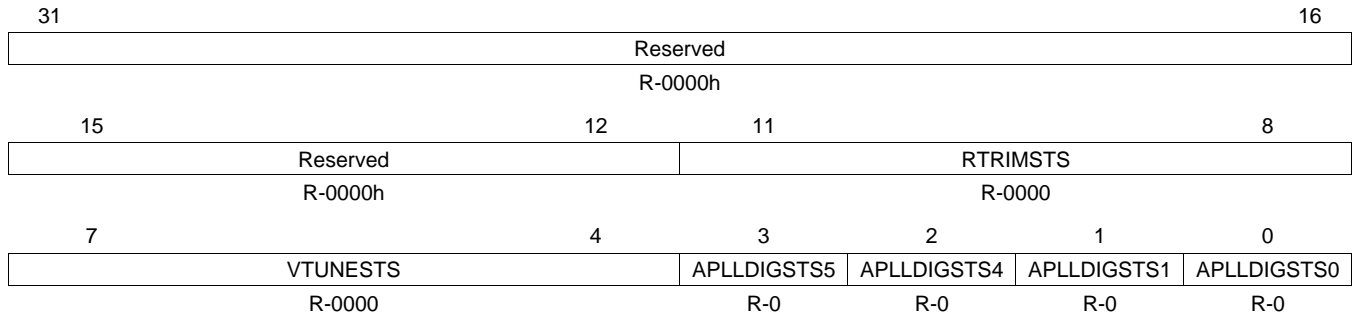 31 16
Reserved
R-0000h
15 12 11 8
Reserved RTRIMSTS
R-0000h R-0000
7 4 3 2 1 0
VTUNESTS APLLDIGSTS5 APLLDIGSTS4 APLLDIGSTS1 APLLDIGSTS0
R-0000 R-0 R-0 R-0 R-0